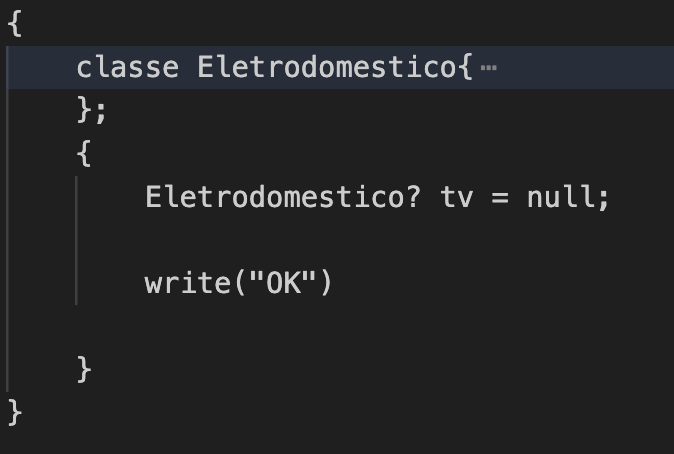 {
classe Eletrodomestico{ ⋯
};
{
Eletrodomestico? tv = null;
write("OK")
}
}